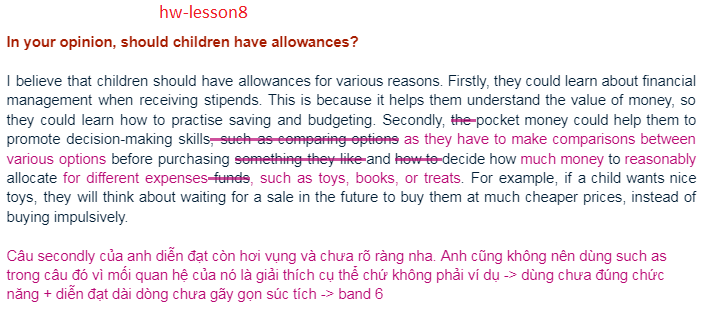 hw-lesson8
In your opinion, should children have allowances?
I believe that children should have allowances for various reasons. Firstly, they could learn about financial
management when receiving stipends. This is because it helps them understand the value of money, so
they could learn how to practise saving and budgeting. Secondly, the pocket money could help them to
promote decision-making skills, such as comparing options as they have to make comparisons between
various options before purchasing something they like and how to decide how much money to reasonably
allocate for different expenses funds, such as toys, books, or treats. For example, if a child wants nice
toys, they will think about waiting for a sale in the future to buy them at much cheaper prices, instead of
buying impulsively.
Câu secondly của anh diễn đạt còn hơi vụng và chưa rõ ràng nha. Anh cũng không nên dùng such as
trong câu đó vì mối quan hệ của nó là giải thích cụ thể chứ không phải ví dụ -> dùng chưa đúng chức
năng + diễn đạt dài dòng chưa gãy gọn súc tích -> band 6